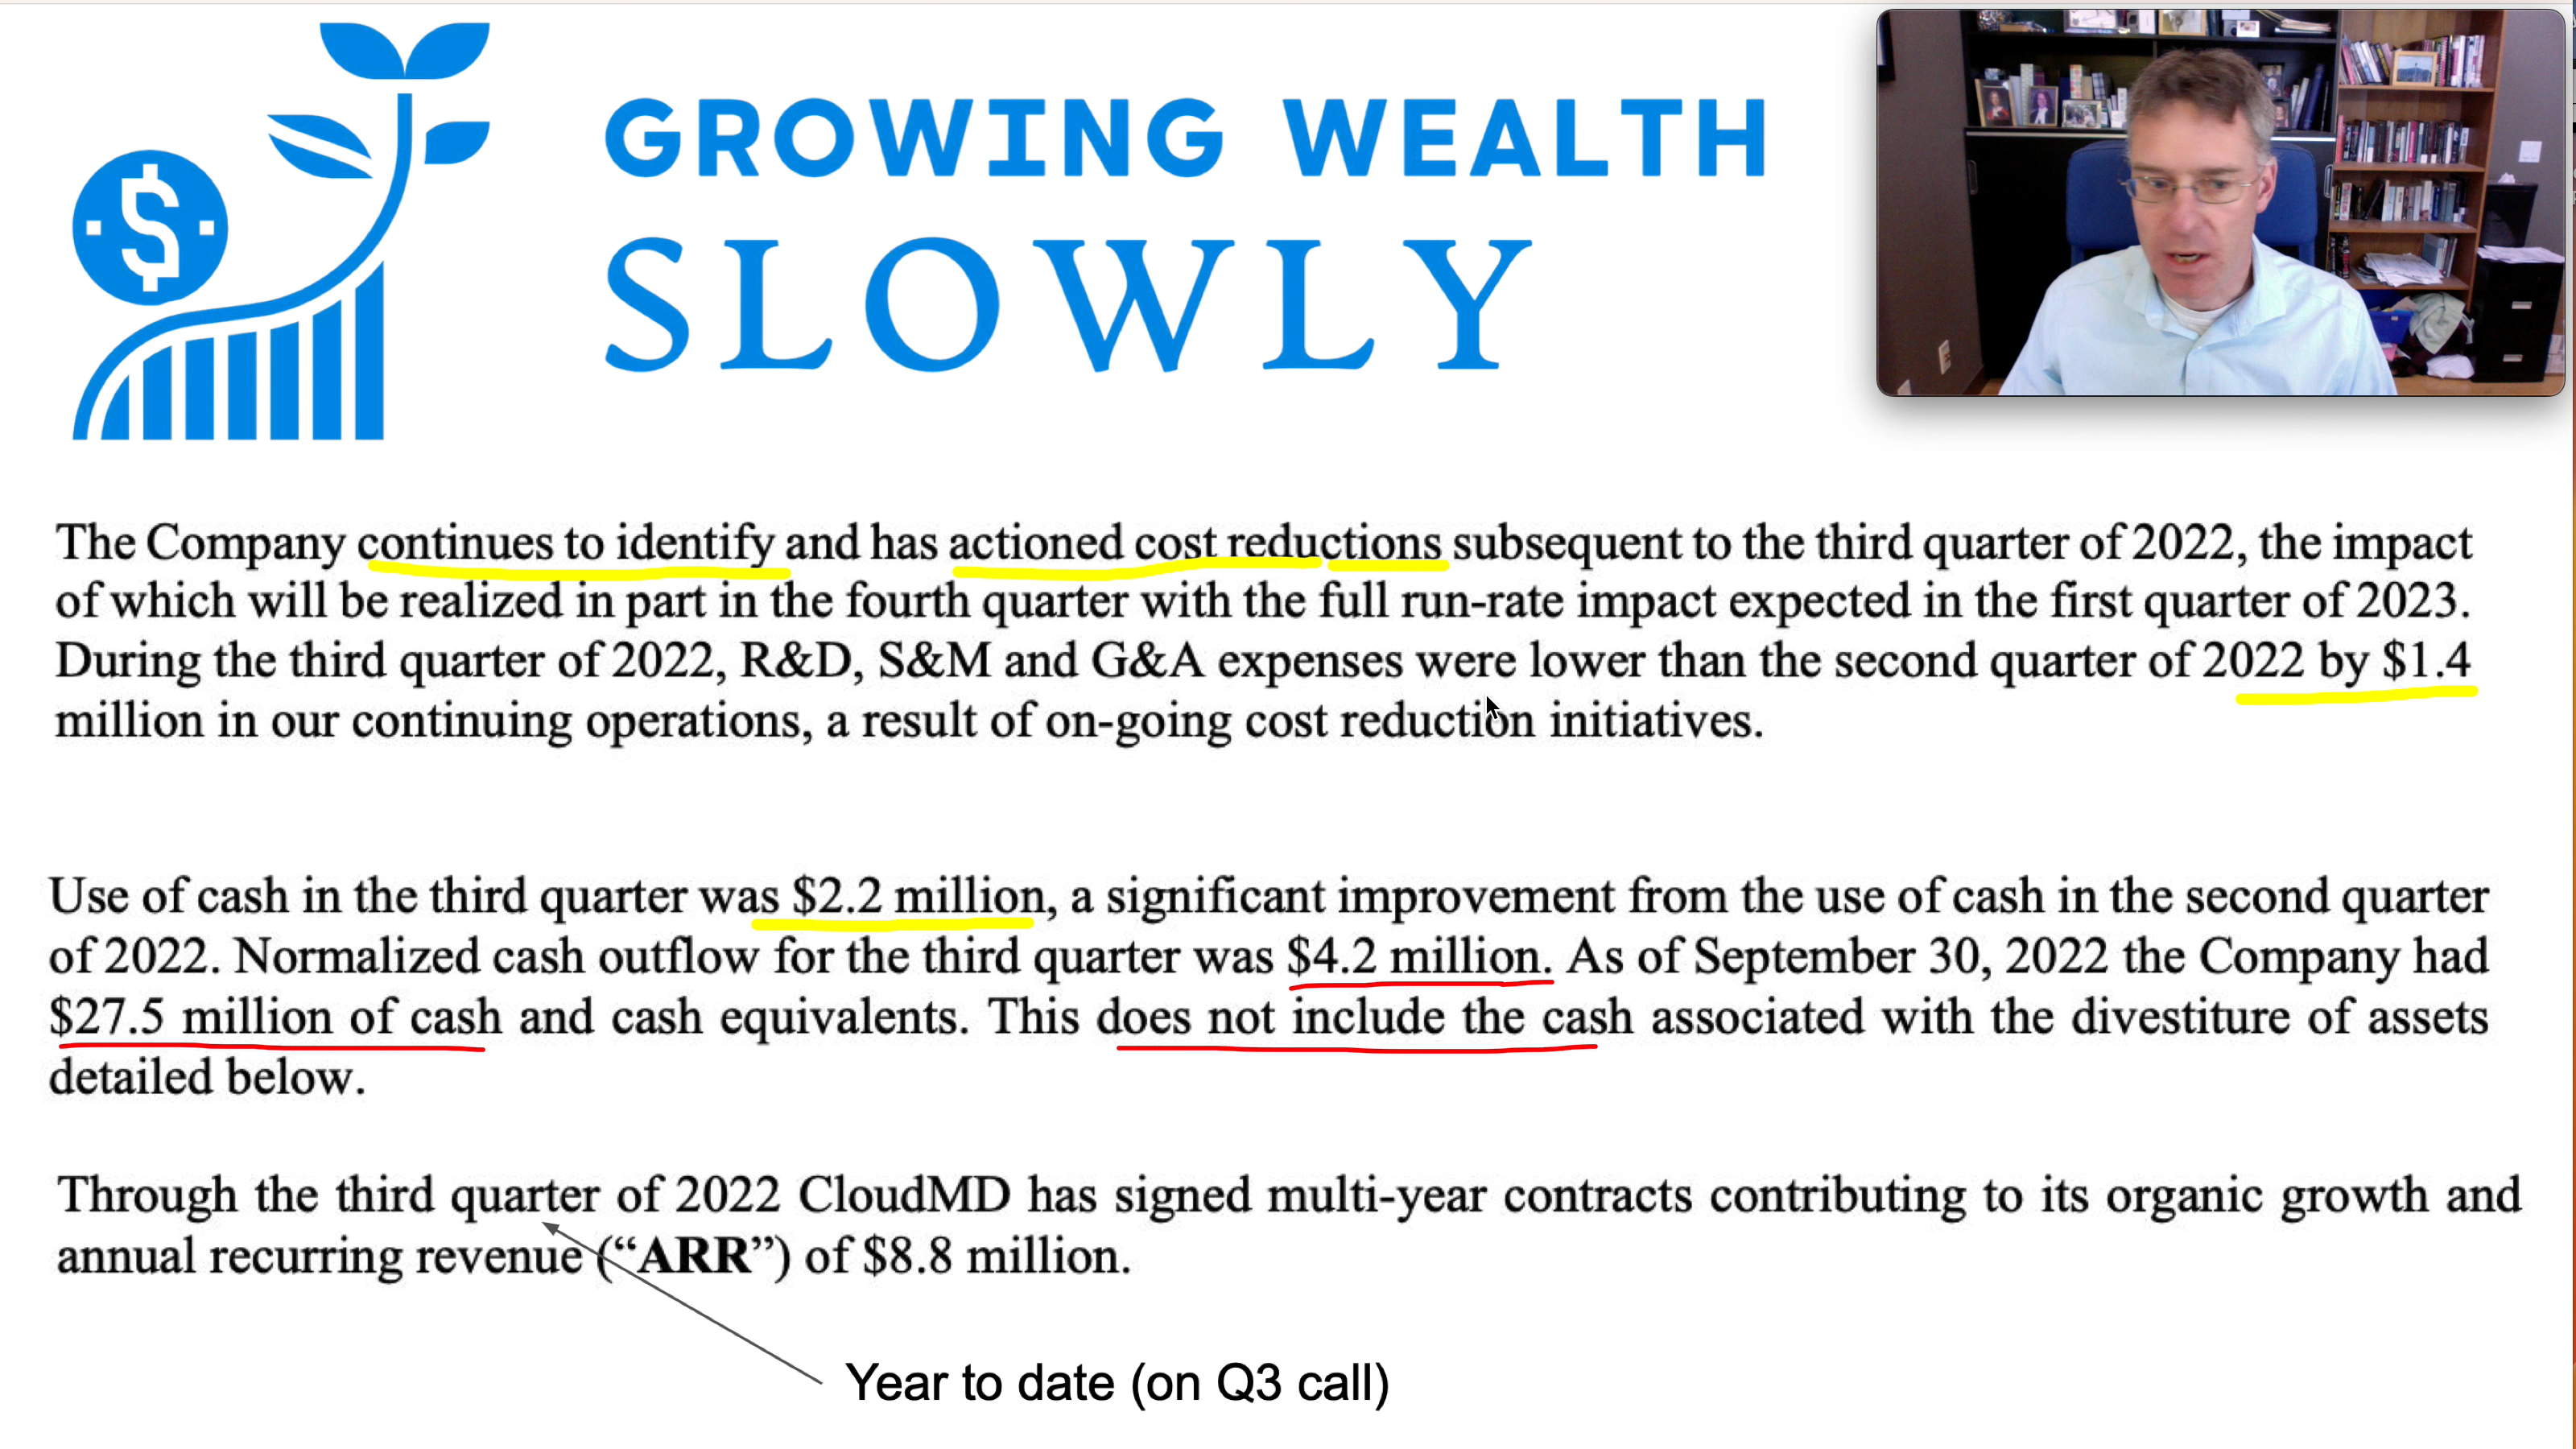 GROWING WEALTH
SLOWLY
The Company continues to identify and has actioned cost reductions subsequent to the third quarter of 2022, the impact
of which will be realized in part in the fourth quarter with the full run-rate impact expected in the first quarter of 2023.
During the third quarter of 2022, R&D, S&M and G&A expenses were lower than the second quarter of 2022 by $1.4
million in our continuing operations, a result of on-going cost reduction initiatives.
Use of cash in the third quarter was $2.2 million, a significant improvement from the use of cash in the second quarter
of 2022. Normalized cash outflow for the third quarter was $4.2 million. As of September 30, 2022 the Company had
$27.5 million of cash and cash equivalents. This does not include the cash associated with the divestiture of assets
detailed below.
Through the third quarter of 2022 CloudMD has signed multi-year contracts contributing to its organic growth and
annual recurring revenue (“ARR”) of $8.8 million.
Year to date (on Q3 call)